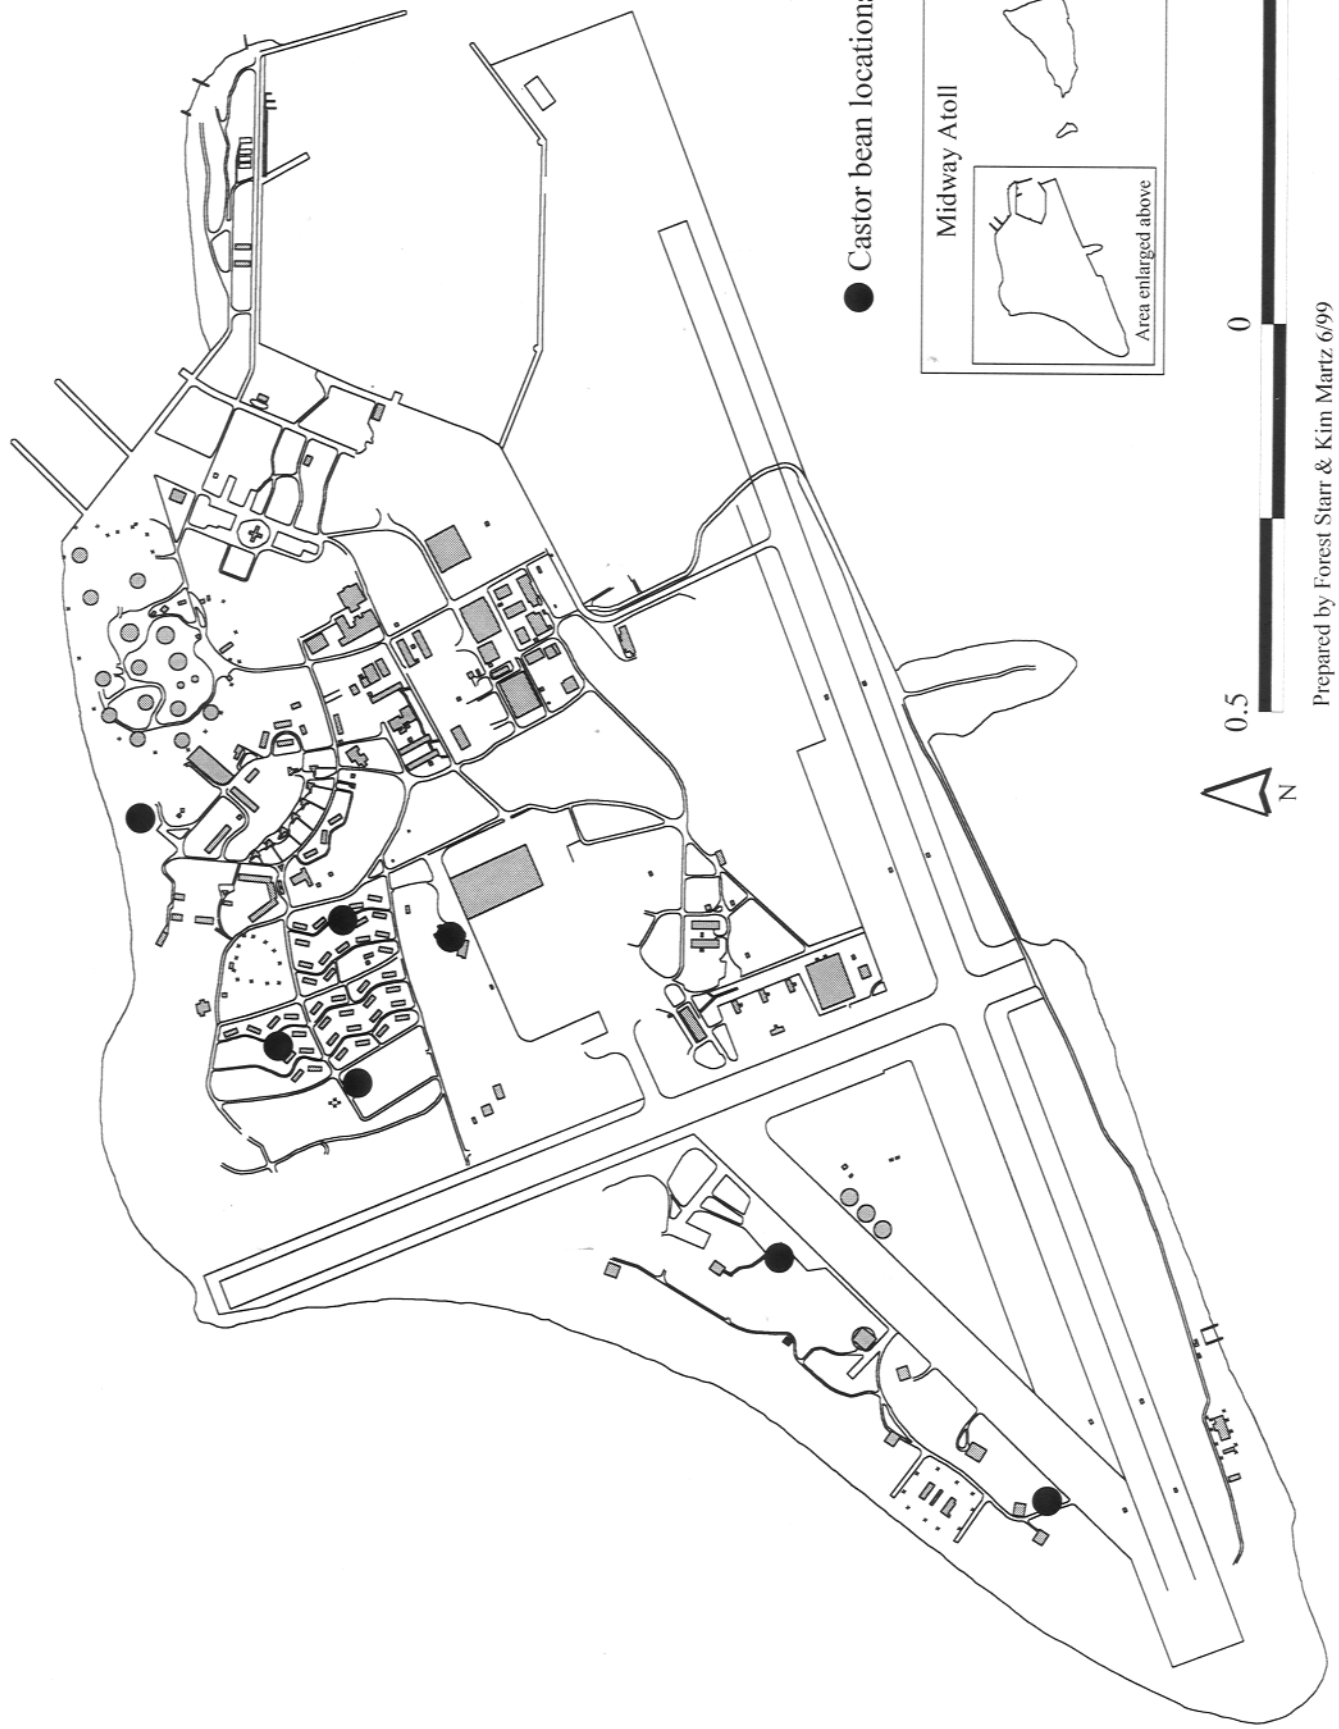 Castor bean locations
Midway Atoll
Area enlarged above
0.5
0
N
Prepared by Forest Starr & Kim Martz 6/99